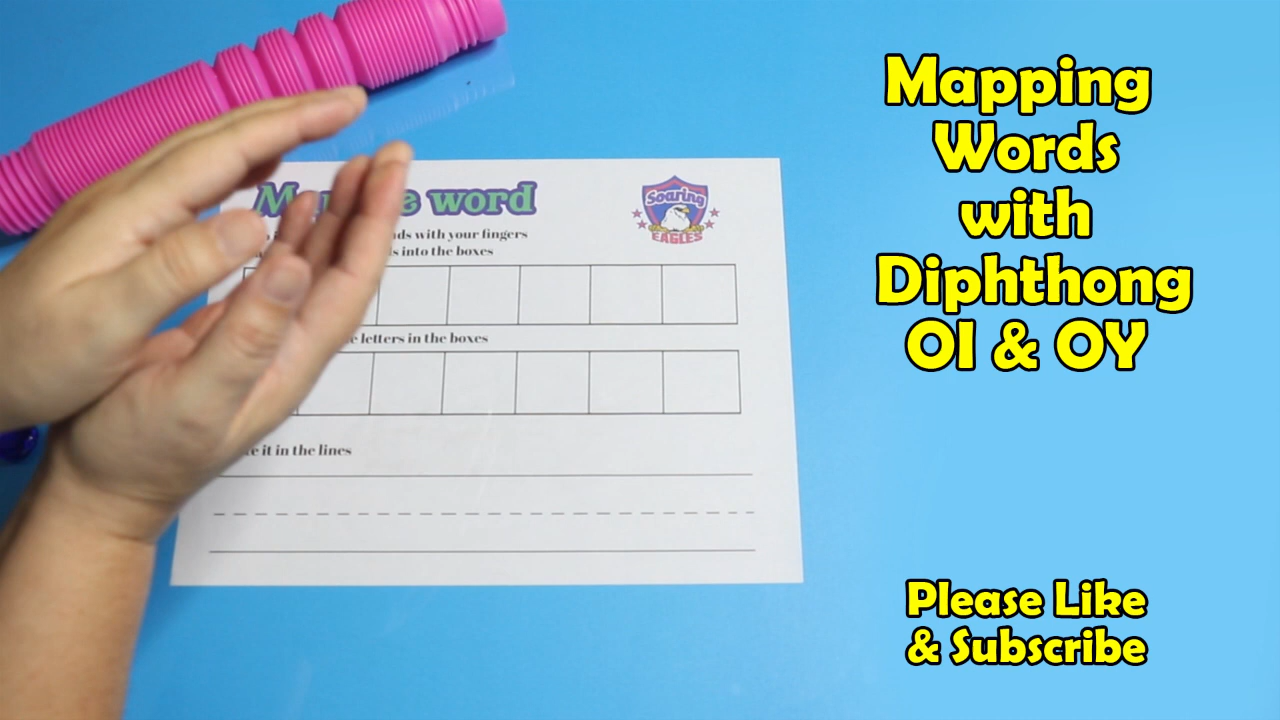 Mapping
Words
with
Diphthong
OI & OY
word
Soaring
EAGLES
with your fingers
into the boxes
letters in the boxes
it in the lines
Please Like
& Subscribe